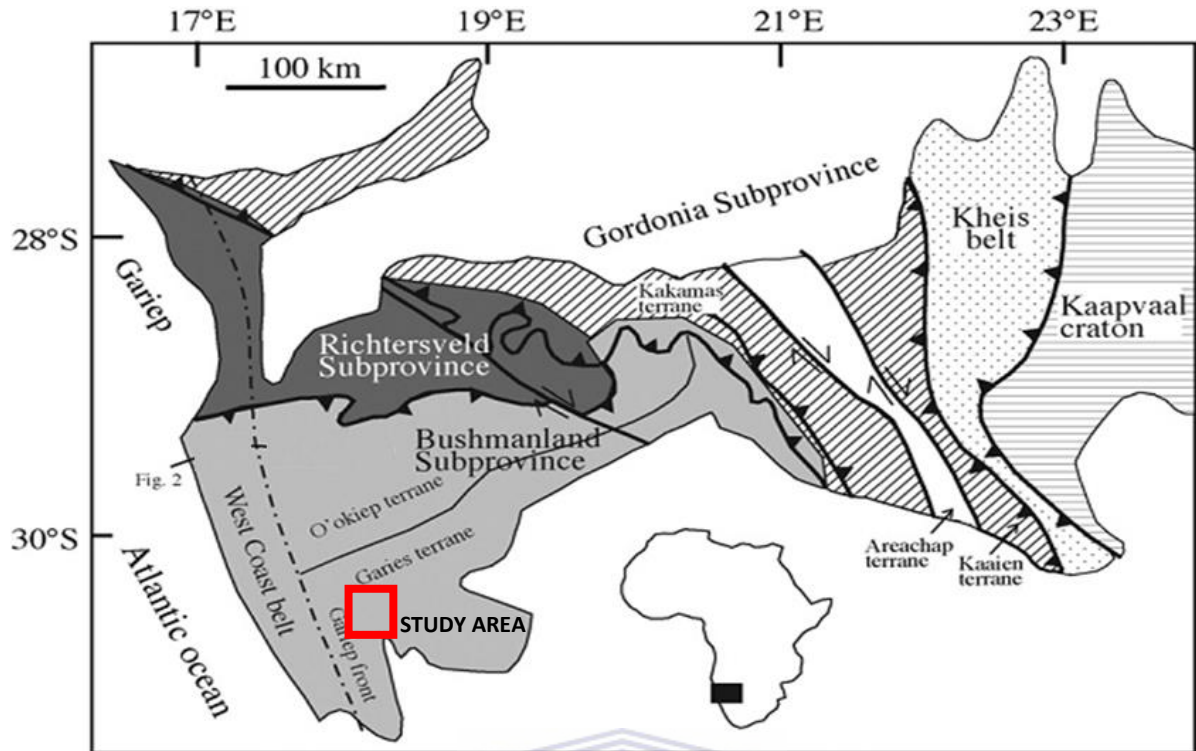 17°E
19°E
21°E
23°E
100 km
28°S
30°S
Gariep
Gordonia Subprovince
Kheis
belt
Kaapvaal
craton
Kakamas
terrane
Richtersveld
Subprovince
Bushmanland
Subprovince
Fig. 2
O'okiep terrane
Garies terrane
West Coast belt
Gariep front
STUDY AREA
Areachap
terrane
Kaaien
terrane
Atlantic ocean